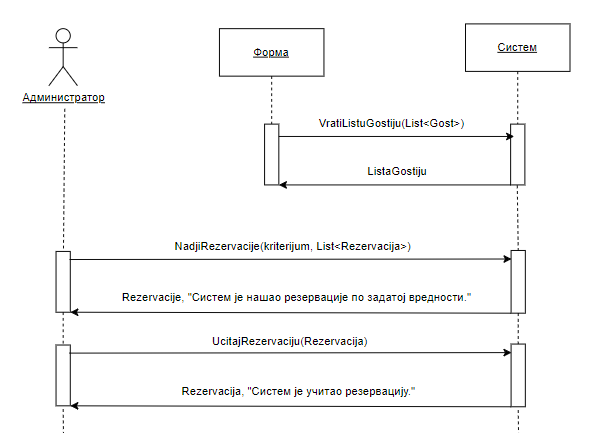 Администратор
Форма
Систем
VratiListuGostiju(List<Gost>)
ListaGostiju
NadjiRezervacije(kriterijum, List<Rezervacija>)
Rezervacije, "Систем је нашао резервације по задатој вредности."
UcitajRezervaciju(Rezervacija)
Rezervacija, "Систем је учитао резервацију."